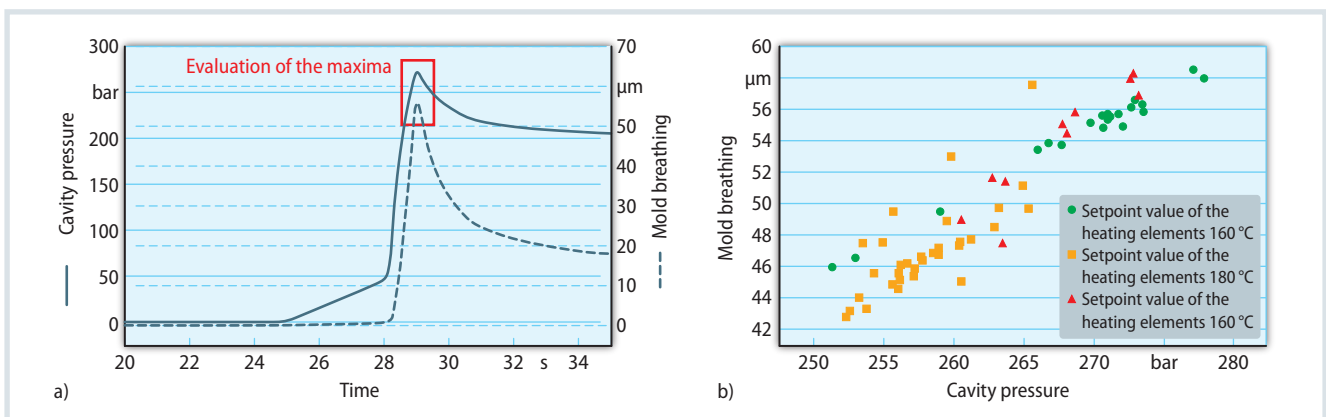 300
bar
200
150
100
50
0
Cavity pressure
Evaluation of the maxima
70
µm
50
40
30
20
10
0
Mold breathing
20
22
24
26
28
30
32
s
34
Time
a)
60
µm
56
54
52
50
48
46
44
42
Mold breathing
Setpoint value of the
heating elements 160 °C
Setpoint value of the
heating elements 180 °C
Setpoint value of the
heating elements 160 °C
250
255
260
265
270
bar
280
Cavity pressure
b)